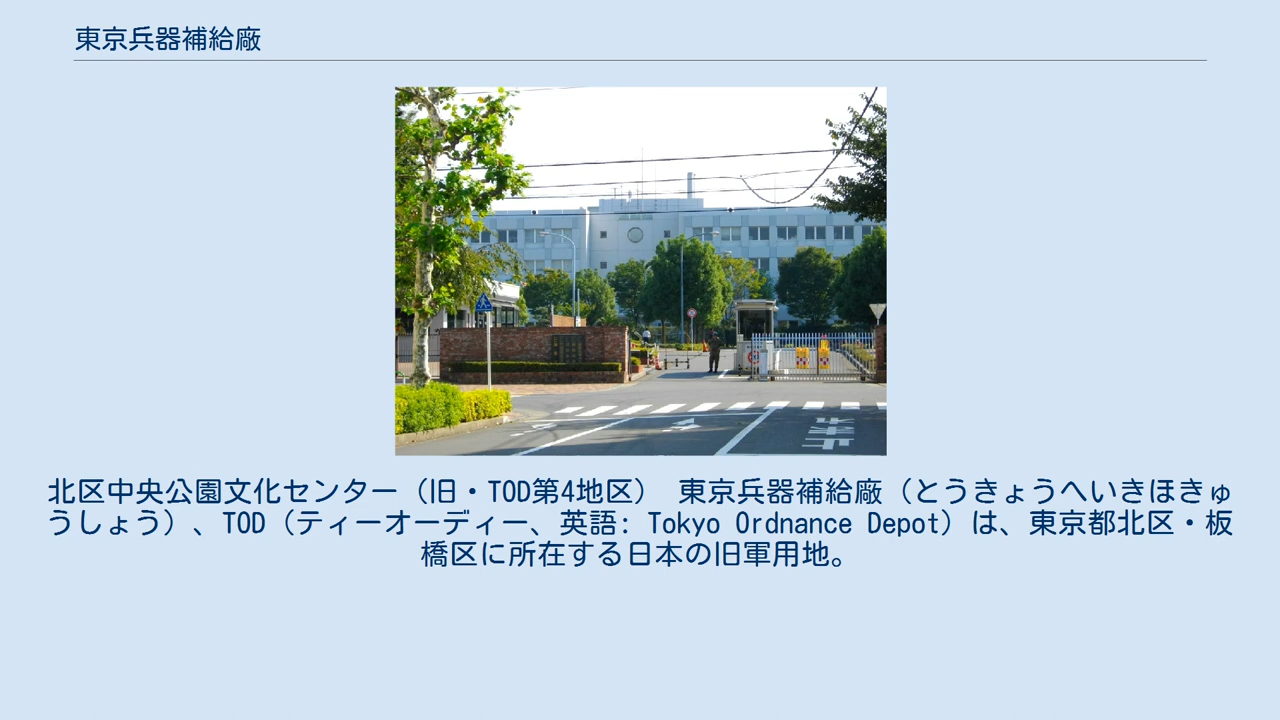 東京兵器補給廠
北区中央公園文化センター（旧・TOD第4地区） 東京兵器補給廠（とうきょうへいきほきゅ
うしょう）、TOD（ティーオーディー、英語: Tokyo Ordnance Depot）は、東京都北区・板
橋区に所在する日本の旧軍用地。